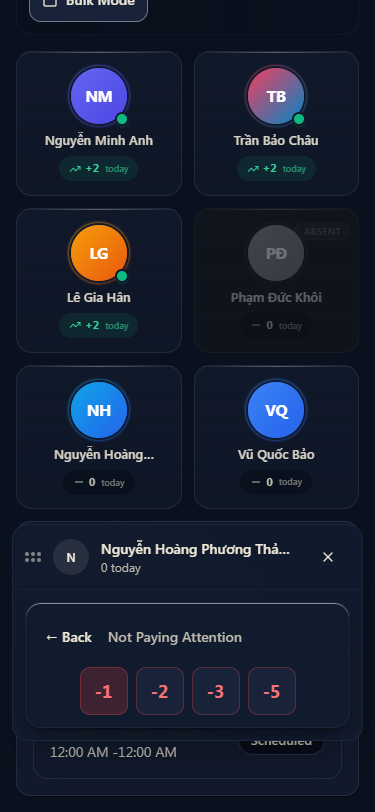 Bulk Mode
NM
TB
Nguyễn Minh Anh
Trần Bảo Châu
+2 today
+2 today
LG
ABSENT
PĐ
Lê Gia Hân
Phạm Đức Khôi
+2 today
0 today
NH
VQ
Nguyễn Hoàng...
Vũ Quốc Bảo
0 today
0 today
N
Nguyễn Hoàng Phương Thả...
0 today
← Back Not Paying Attention
-1 -2 -3 -5
Scheduled
12:00 AM -12:00 AM